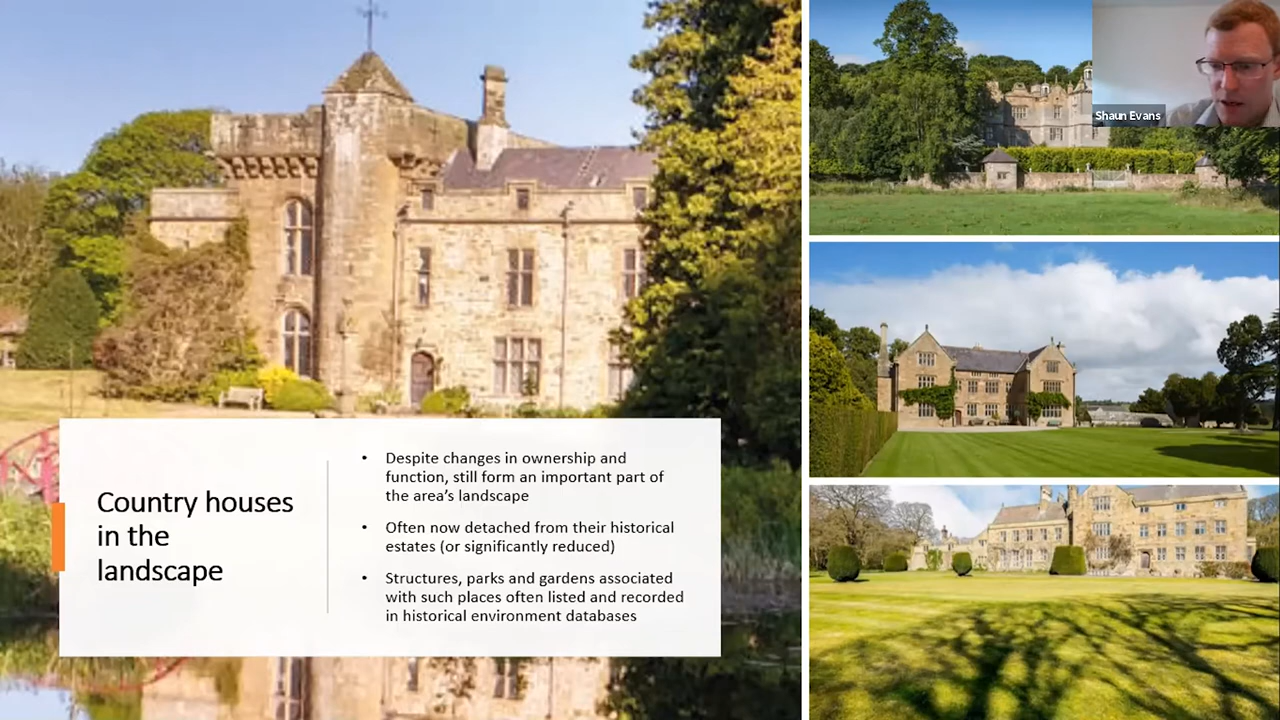 Shaun Evans
Country houses
in the
landscape
• Despite changes in ownership and
function, still form an important part of
the area's landscape
• Often now detached from their historical
estates (or significantly reduced)
• Structures, parks and gardens associated
with such places often listed and recorded
in historical environment databases